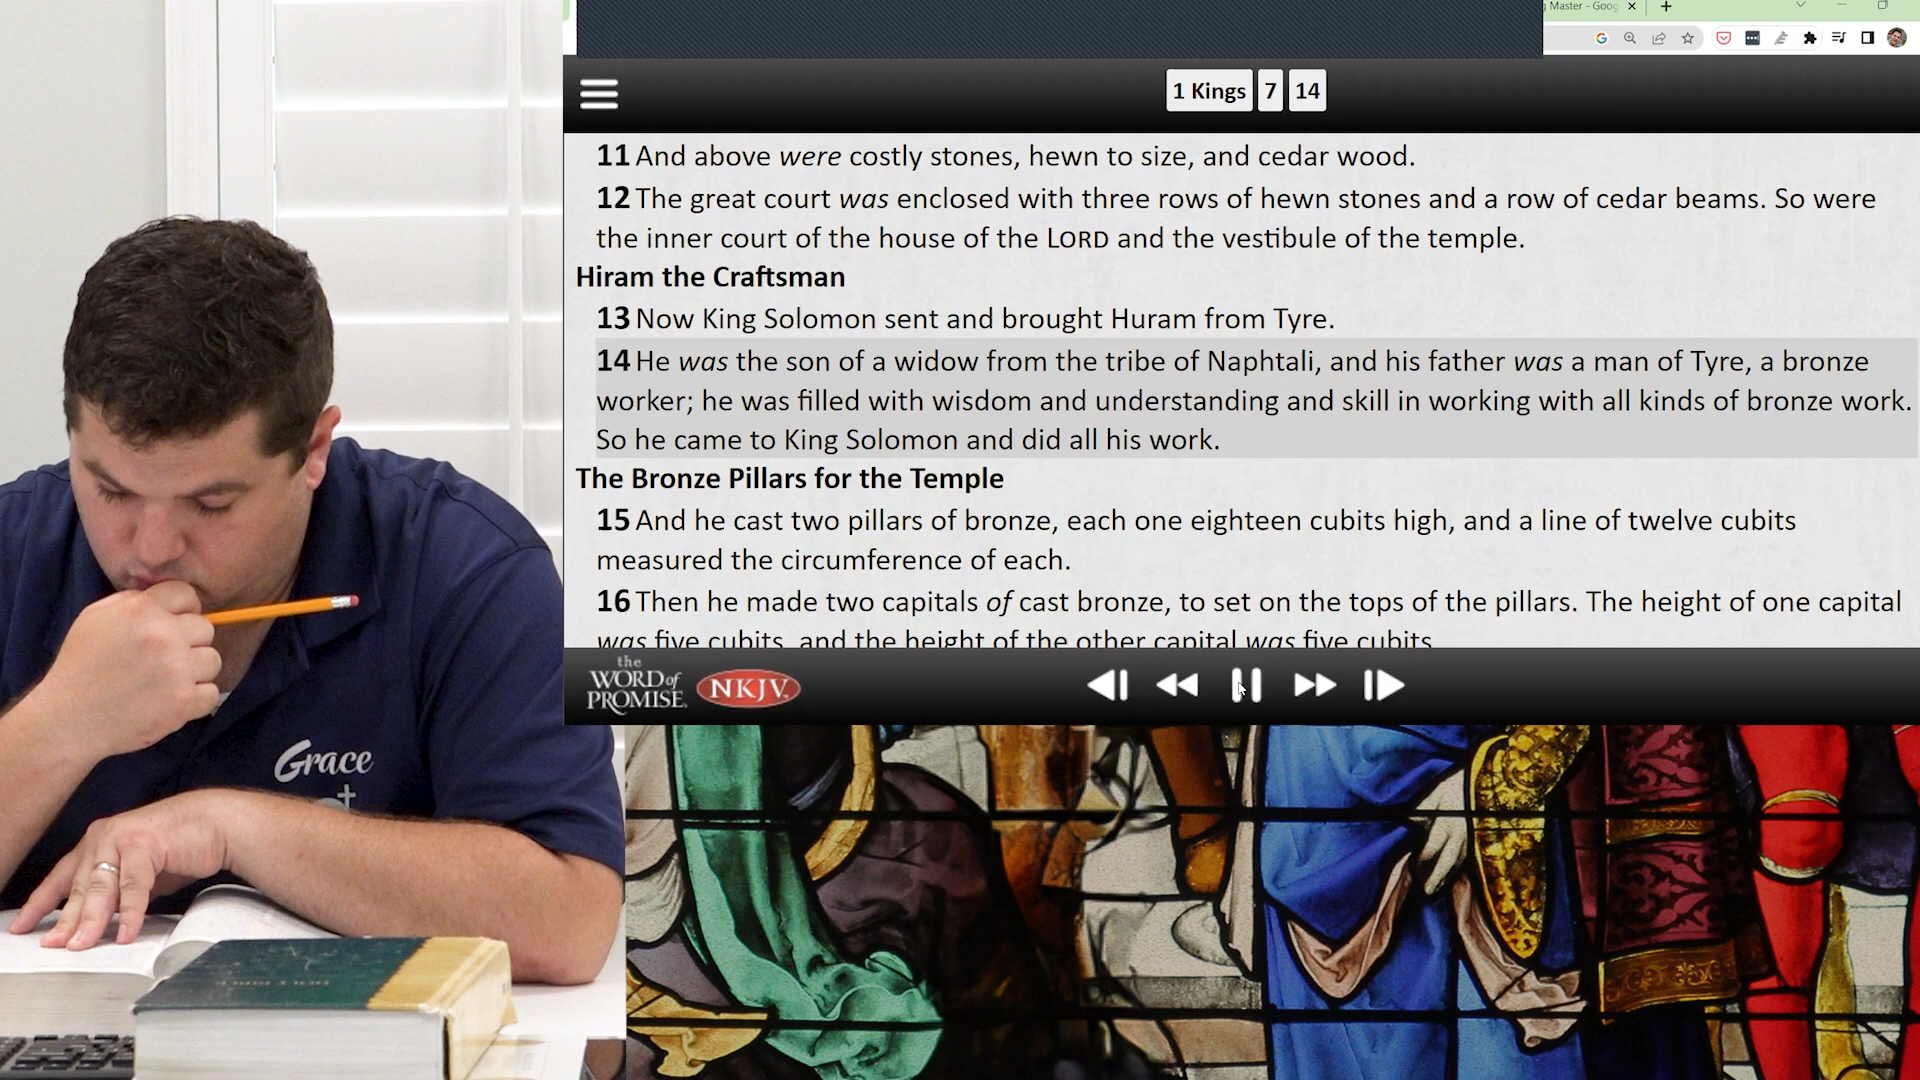 g Master - Goog
1 Kings 7 14
11 And above were costly stones, hewn to size, and cedar wood.
12 The great court was enclosed with three rows of hewn stones and a row of cedar beams. So were
the inner court of the house of the LORD and the vestibule of the temple.
Hiram the Craftsman
13 Now King Solomon sent and brought Huram from Tyre.
14 He was the son of a widow from the tribe of Naphtali, and his father was a man of Tyre, a bronze
worker; he was filled with wisdom and understanding and skill in working with all kinds of bronze work.
So he came to King Solomon and did all his work.
The Bronze Pillars for the Temple
15 And he cast two pillars of bronze, each one eighteen cubits high, and a line of twelve cubits
measured the circumference of each.
16 Then he made two capitals of cast bronze, to set on the tops of the pillars. The height of one capital
was five cubits, and the height of the other capital was five cubits.
the
WORD of
PROMISE
NKJV
Grace